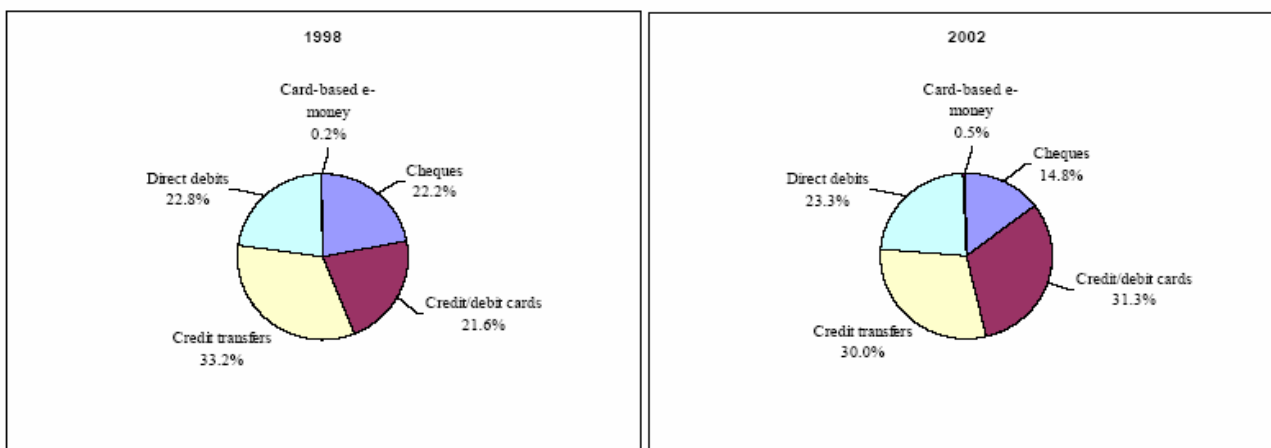 1998
Card-based e-
money
0.2%
Direct debits
22.8%
Cheques
22.2%
Credit/debit cards
21.6%
Credit transfers
33.2%
2002
Card-based e-
money
0.5%
Direct debits
23.3%
Cheques
14.8%
Credit/debit cards
31.3%
Credit transfers
30.0%